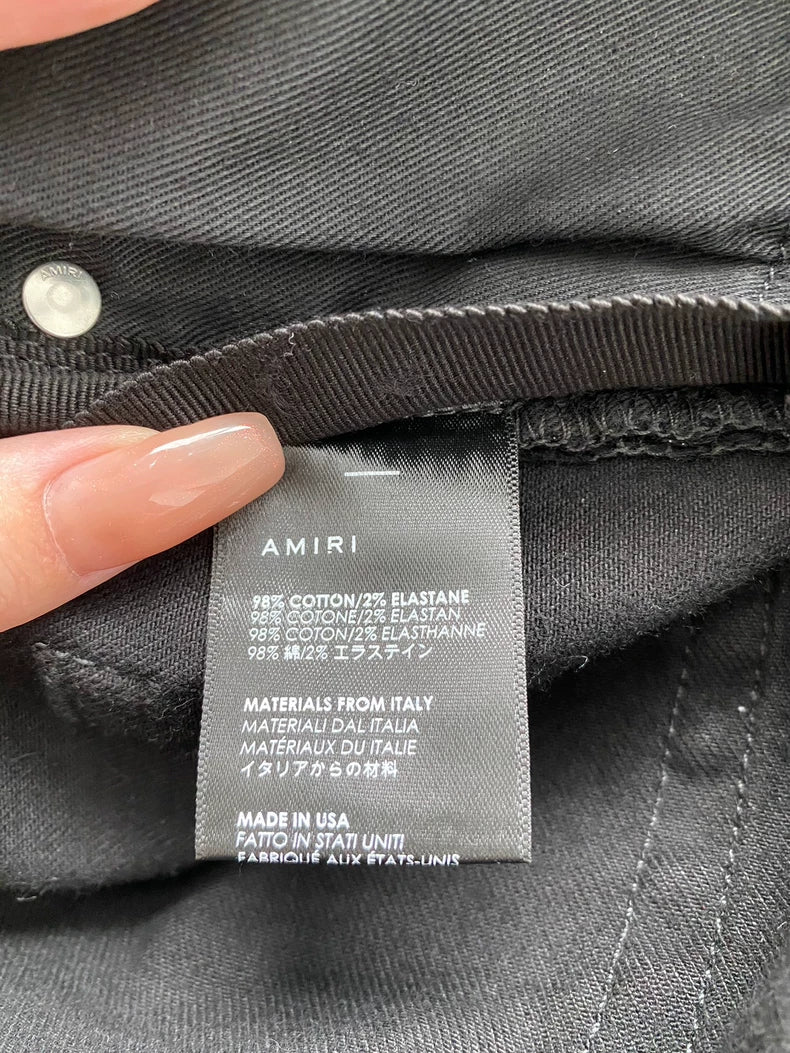 AMIRI
AMIRI
98% COTTON/2% ELASTANE
98% COTONE/2% ELASTAN
98% COTON/2% ELASTHANNE
98% 綿/2% エラステイン
MATERIALS FROM ITALY
MATERIALI DAL ITALIA
MATÉRIAUX DU ITALIE
イタリアからの材料
MADE IN USA
FATTO IN STATI UNITI
FABRIQUÉ AUX ÉTATS-UNIS